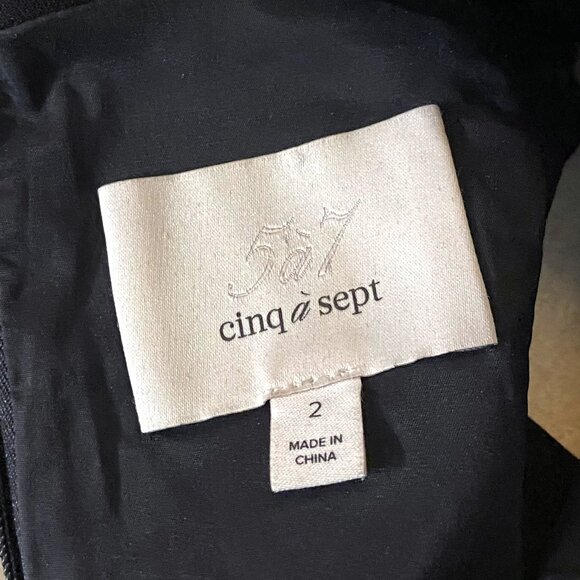 5à7
cinq à sept
2
MADE IN
CHINA